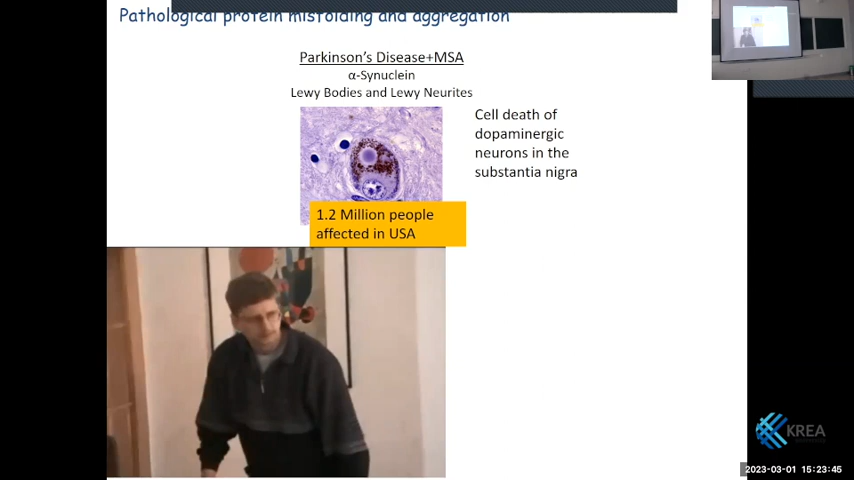 Pathological protein misfolding and aggregation
Parkinson's Disease+MSA
α-Synuclein
Lewy Bodies and Lewy Neurites
Cell death of
dopaminergic
neurons in the
substantia nigra
1.2 Million people
affected in USA
KREA
2023-03-01 15:23:45